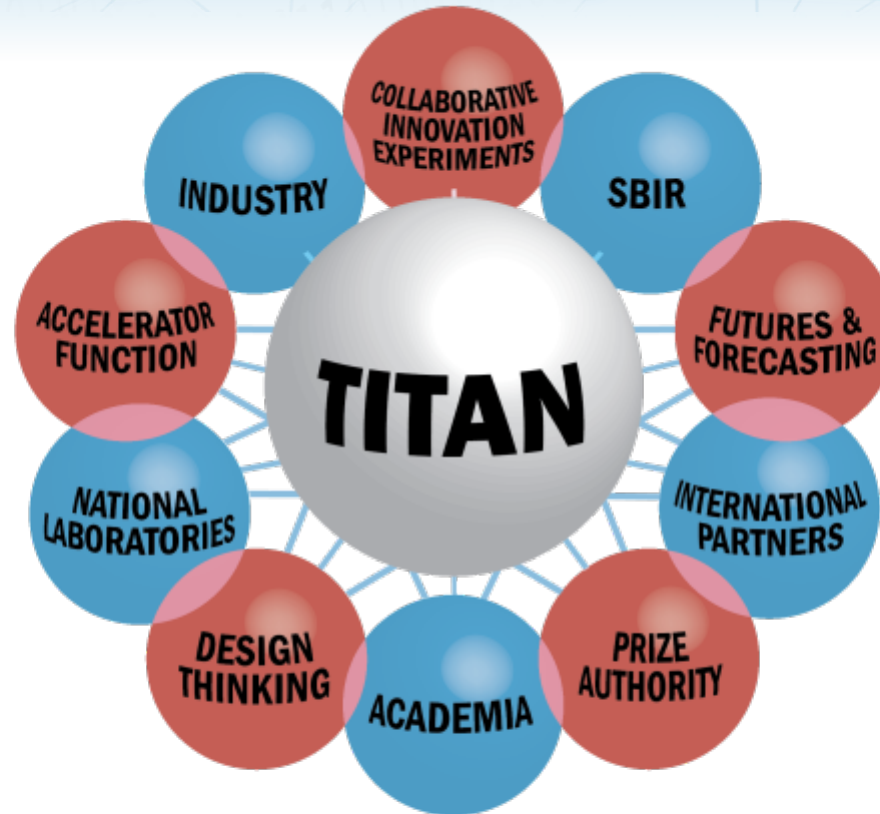 COLLABORATIVE
INNOVATION
EXPERIMENTS
INDUSTRY
SBIR
ACCELERATOR
FUNCTION
FUTURES &
FORECASTING
TITAN
NATIONAL
LABORATORIES
INTERNATIONAL
PARTNERS
DESIGN
THINKING
PRIZE
AUTHORITY
ACADEMIA